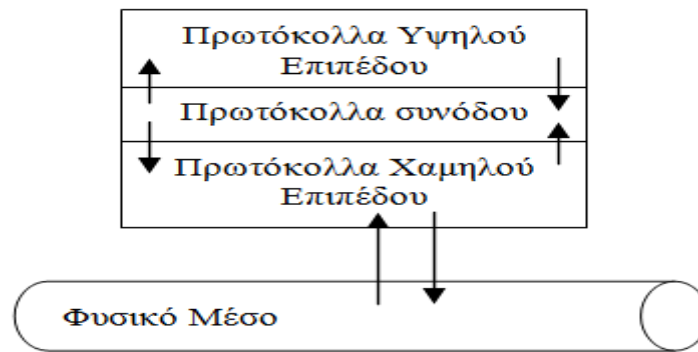 Πρωτόκολλα Υψηλού
Επιπέδου
Πρωτόκολλα συνόδου
Πρωτόκολλα Χαμηλού
Επιπέδου
Φυσικό Μέσο